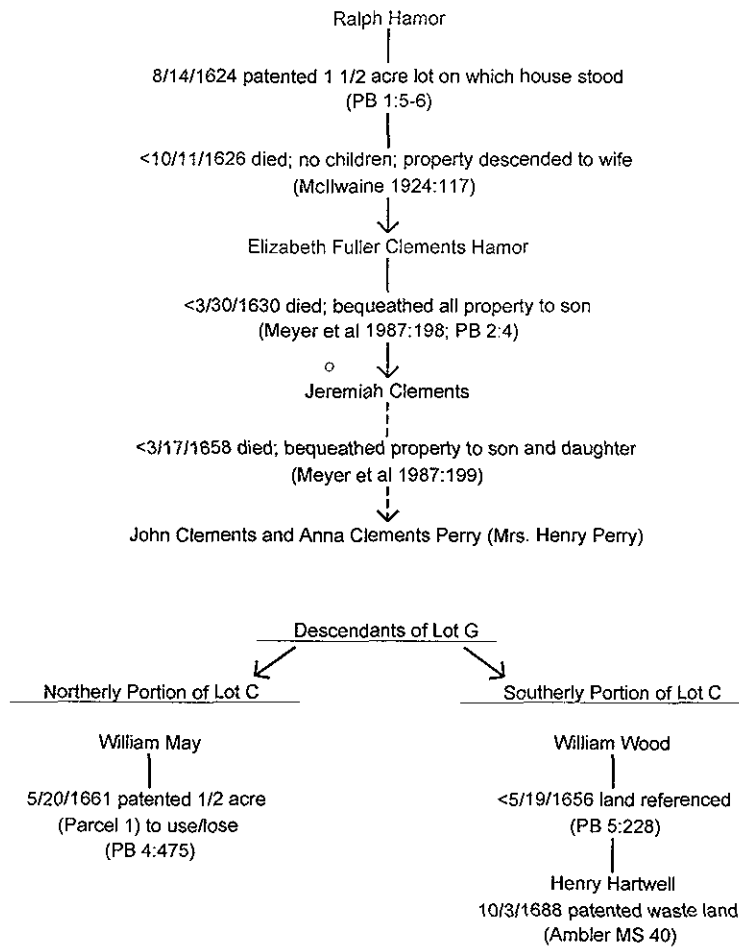 Ralph Hamor
8/14/1624 patented 1 1/2 acre lot on which house stood
(PB 1:5-6)
<10/11/1626 died; no children; property descended to wife
(McIlwaine 1924:117)
Elizabeth Fuller Clements Hamor
<3/30/1630 died; bequeathed all property to son
(Meyer et al 1987:198; PB 2:4)
Jeremiah Clements
<3/17/1658 died; bequeathed property to son and daughter
(Meyer et al 1987:199)
John Clements and Anna Clements Perry (Mrs. Henry Perry)
Descendants of Lot G
Northerly Portion of Lot C
William May
5/20/1661 patented 1/2 acre
(Parcel 1) to use/lose
(PB 4:475)
Southerly Portion of Lot C
William Wood
<5/19/1656 land referenced
(PB 5:228)
Henry Hartwell
10/3/1688 patented waste land
(Ambler MS 40)